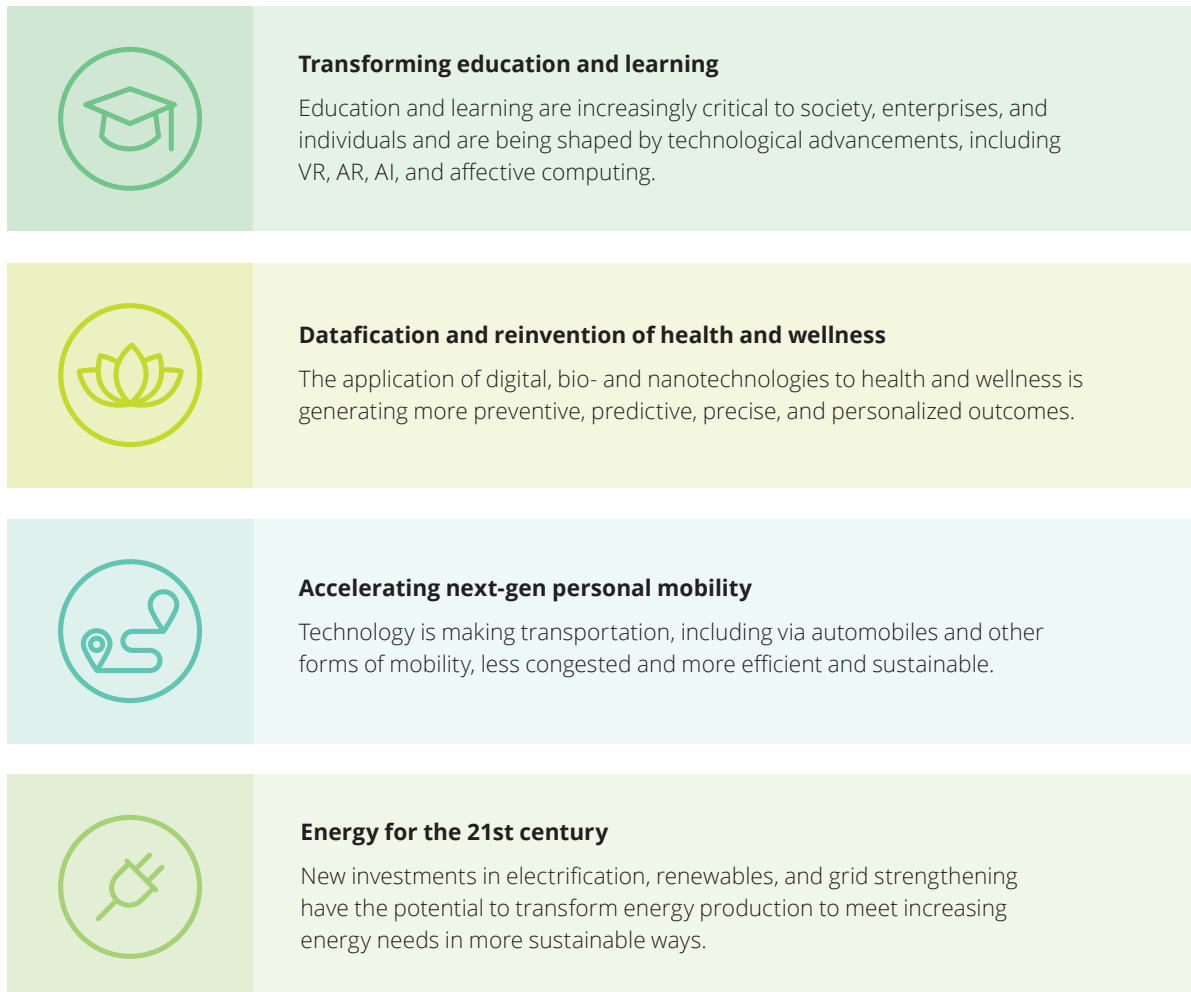 Transforming education and learning
Education and learning are increasingly critical to society, enterprises, and
individuals and are being shaped by technological advancements, including
VR, AR, AI, and affective computing.
Datafication and reinvention of health and wellness
The application of digital, bio- and nanotechnologies to health and wellness is
generating more preventive, predictive, precise, and personalized outcomes.
Accelerating next-gen personal mobility
Technology is making transportation, including via automobiles and other
forms of mobility, less congested and more efficient and sustainable.
Energy for the 21st century
New investments in electrification, renewables, and grid strengthening
have the potential to transform energy production to meet increasing
energy needs in more sustainable ways.